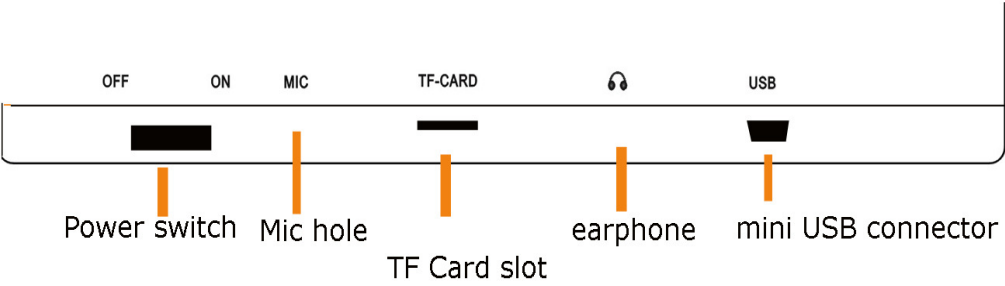 OFF ON MIC TF-CARD USB
Power switch Mic hole earphone mini USB connector
TF Card slot